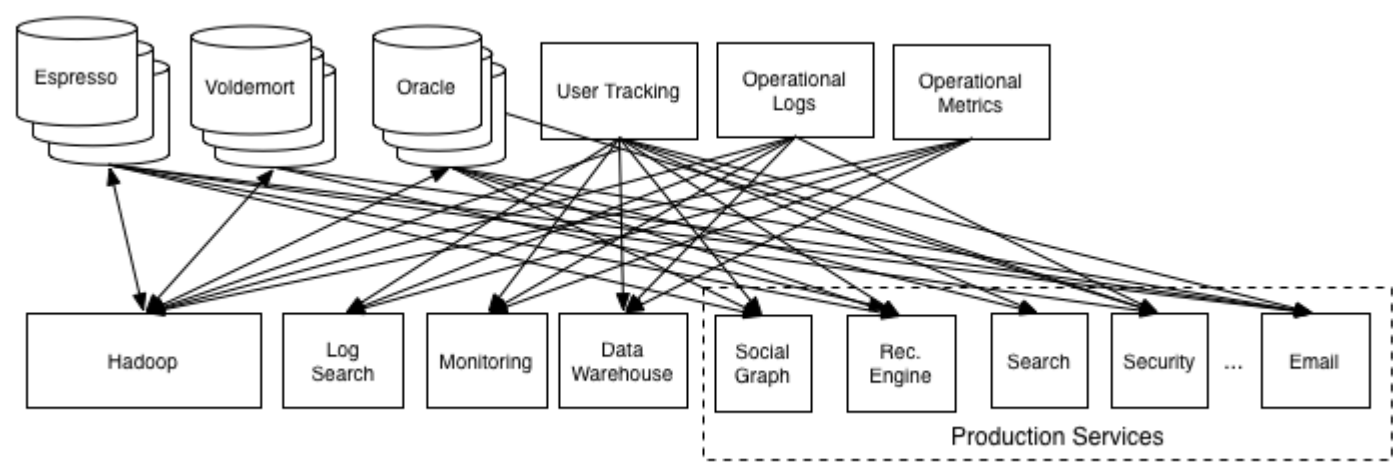 Espresso
Voldemort
Oracle
User Tracking
Operational
Logs
Operational
Metrics
Hadoop
Log
Search
Monitoring
Data
Warehouse
Social
Graph
Rec.
Engine
Search
Security
...
Email
Production Services